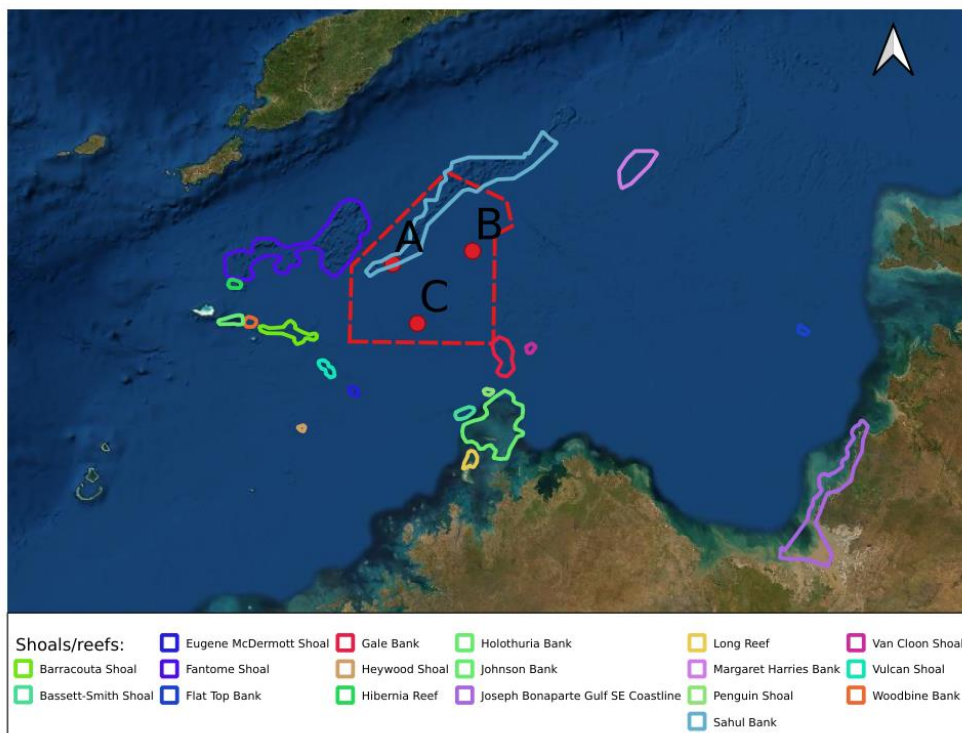 B
A
C
Shoals/reefs:
Barracouta Shoal
Bassett-Smith Shoal
Eugene McDermott Shoal
Fantome Shoal
Flat Top Bank
Gale Bank
Heywood Shoal
Hibernia Reef
Holothuria Bank
Johnson Bank
Joseph Bonaparte Gulf SE Coastline
Long Reef
Margaret Harries Bank
Penguin Shoal
Sahul Bank
Van Cloon Shoal
Vulcan Shoal
Woodbine Bank